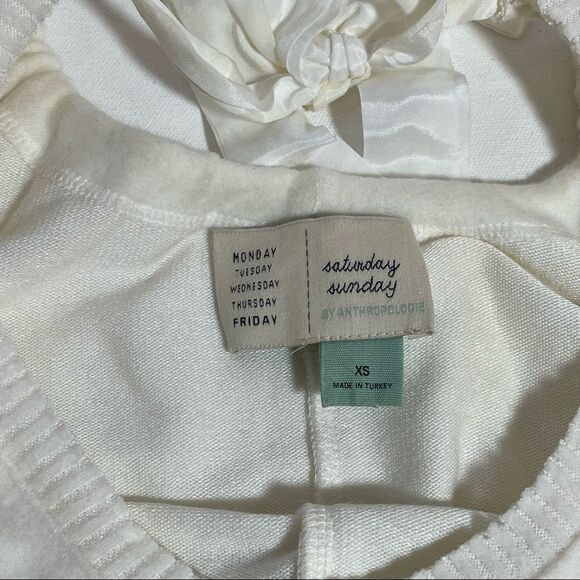 MONDAY
TUESDAY
WEDNESDAY
THURSDAY
FRIDAY
saturday
sunday
BY ANTHROPOLOGIE
XS
MADE IN TURKEY